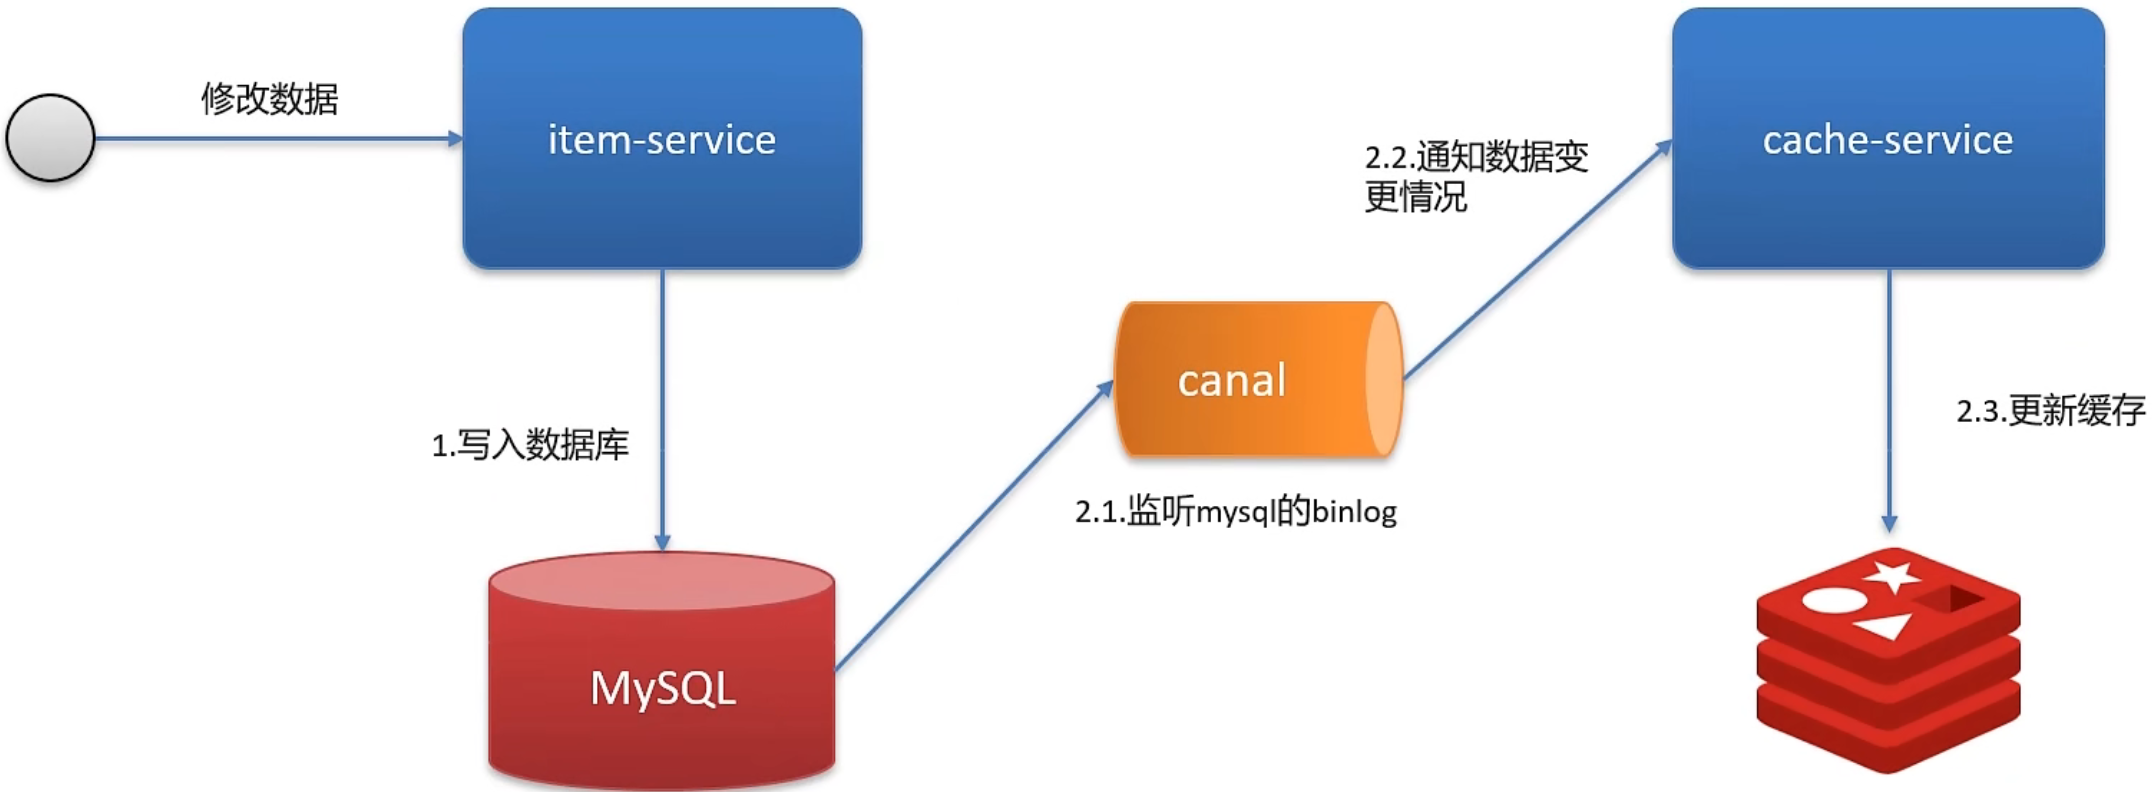 修改数据
item-service
cache-service
2.2.通知数据变
更情况
canal
1.写入数据库
2.3.更新缓存
2.1.监听mysql的binlog
MySQL